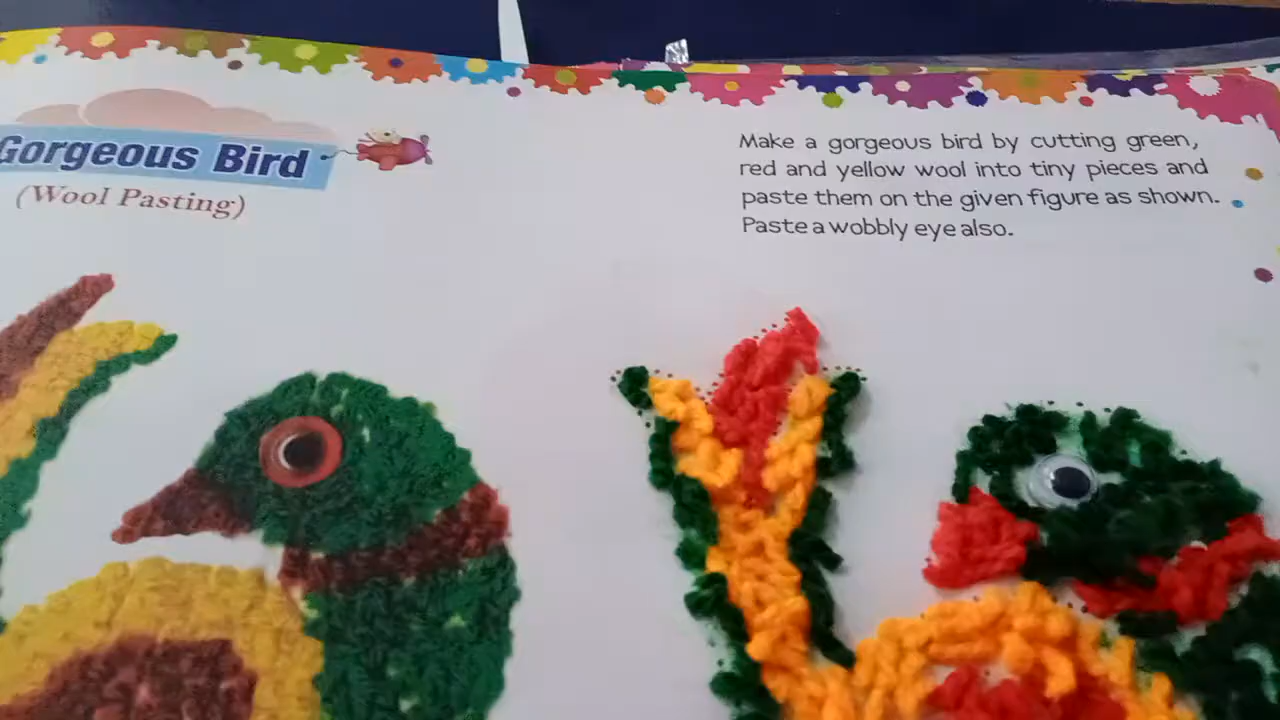 Gorgeous Bird
(Wool Pasting)
Make a gorgeous bird by cutting green,
red and yellow wool into tiny pieces and
paste them on the given figure as shown.
Paste a wobbly eye also.